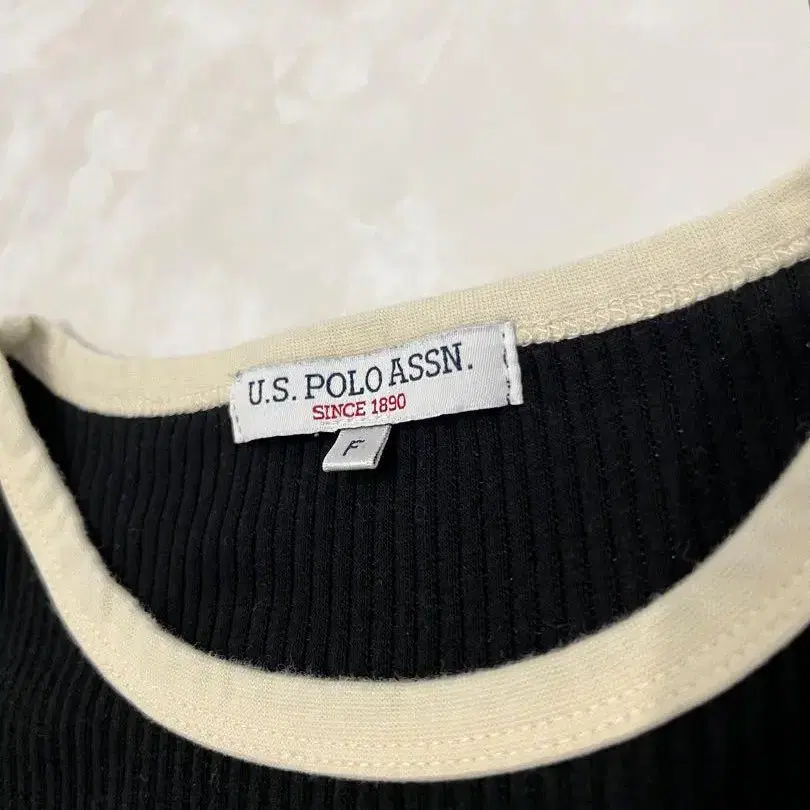 U.S. POLO ASSN.
SINCE 1890
F